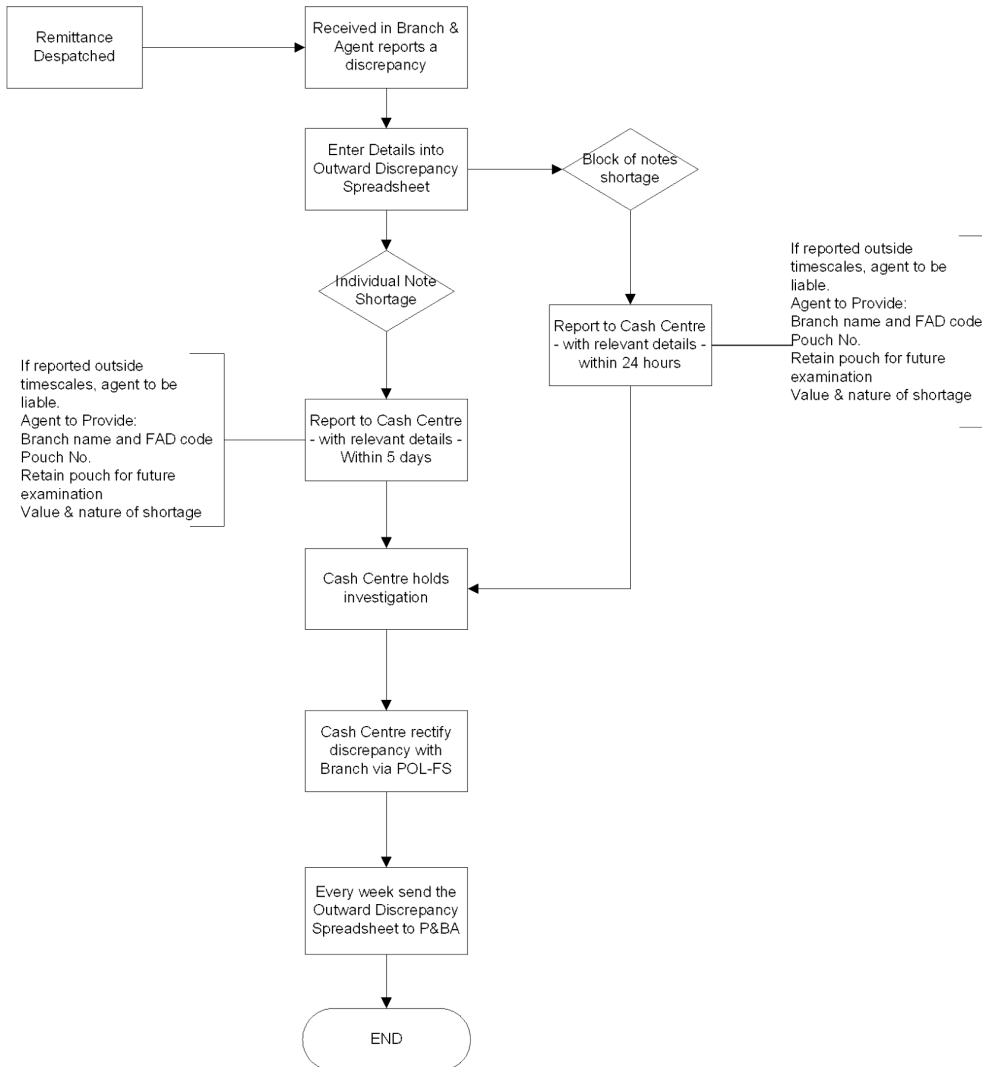 Remittance
Despatched
Received in Branch &
Agent reports a
discrepancy
Enter Details into
Outward Discrepancy
Spreadsheet
Block of notes
shortage
Individual Note
Shortage
If reported outside
timescales, agent to be
liable.
Agent to Provide:
Branch name and FAD code
Pouch No.
Retain pouch for future
examination
Value & nature of shortage
Report to Cash Centre
- with relevant details -
within 24 hours
If reported outside
timescales, agent to be
liable.
Agent to Provide:
Branch name and FAD code
Pouch No.
Retain pouch for future
examination
Value & nature of shortage
Report to Cash Centre
- with relevant details -
Within 5 days
Cash Centre holds
investigation
Cash Centre rectify
discrepancy with
Branch via POL-FS
Every week send the
Outward Discrepancy
Spreadsheet to P&BA
END